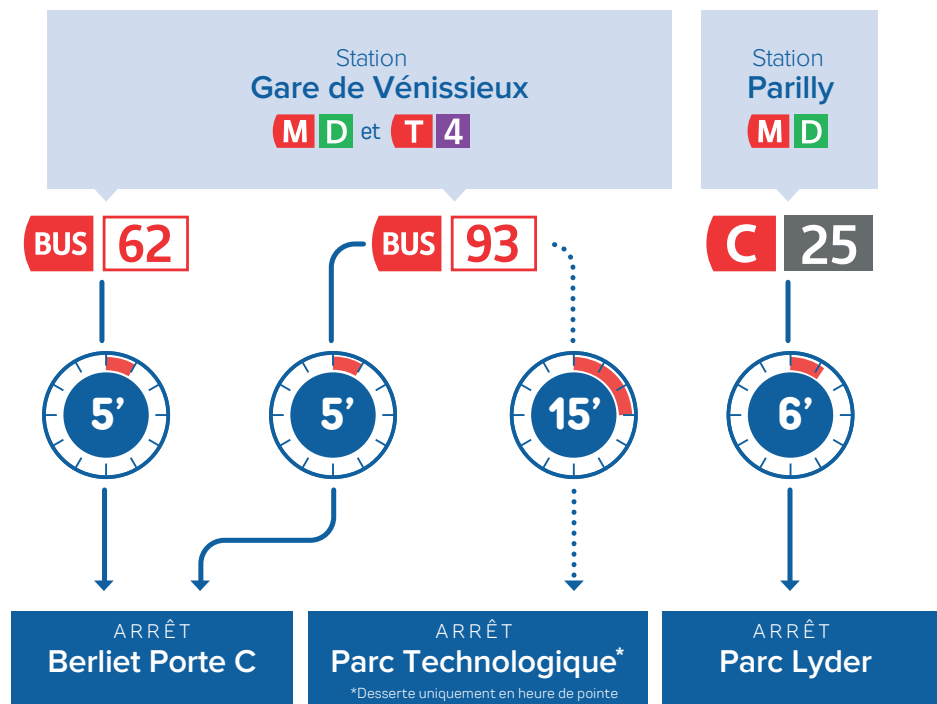 Station
Gare de Vénissieux
M D et T 4
Station
Parilly
M D
BUS 62
BUS 93
C 25
5’
5’
15’
6’
ARRÊT
Berliet Porte C
ARRÊT
Parc Technologique*
*Desserte uniquement en heure de pointe
ARRÊT
Parc Lyder